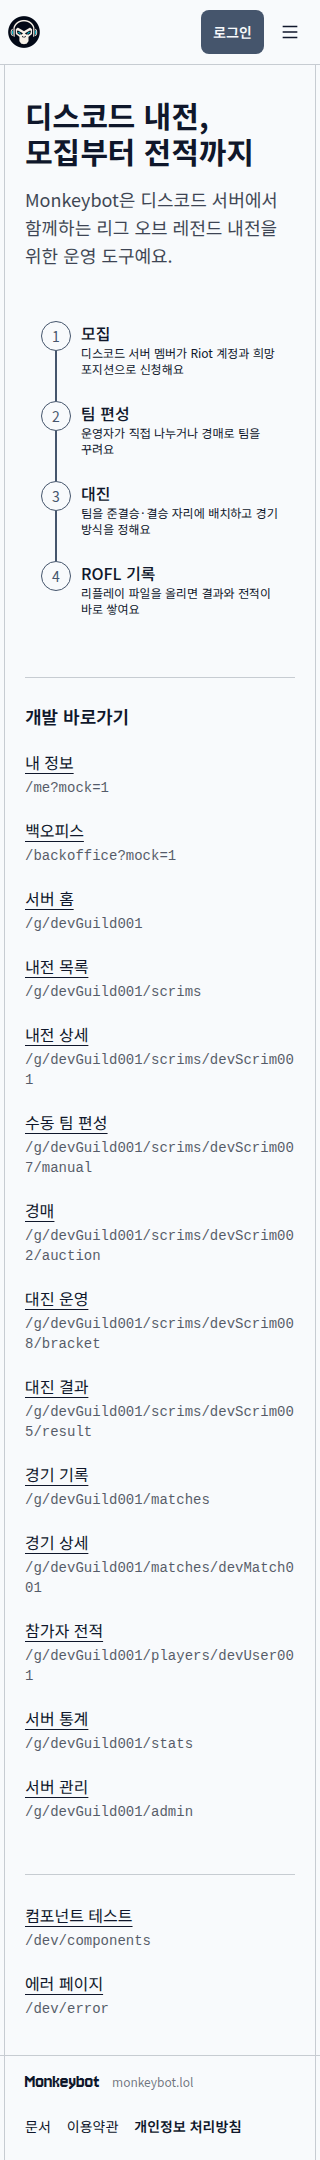 로그인
디스코드 내전,
모집부터 전적까지
Monkeybot은 디스코드 서버에서
함께하는 리그 오브 레전드 내전을
위한 운영 도구예요.
1 모집
디스코드 서버 멤버가 Riot 계정과 희망
포지션으로 신청해요
2 팀 편성
운영자가 직접 나누거나 경매로 팀을
꾸려요
3 대진
팀을 준결승·결승 자리에 배치하고 경기
방식을 정해요
4 ROFL 기록
리플레이 파일을 올리면 결과와 전적이
바로 쌓여요
개발 바로가기
내 정보
/me?mock=1
백오피스
/backoffice?mock=1
서버 홈
/g/devGuild001
내전 목록
/g/devGuild001/scrims
내전 상세
/g/devGuild001/scrims/devScrim00
1
수동 팀 편성
/g/devGuild001/scrims/devScrim00
7/manual
경매
/g/devGuild001/scrims/devScrim00
2/auction
대진 운영
/g/devGuild001/scrims/devScrim00
8/bracket
대진 결과
/g/devGuild001/scrims/devScrim00
5/result
경기 기록
/g/devGuild001/matches
경기 상세
/g/devGuild001/matches/devMatch0
01
참가자 전적
/g/devGuild001/players/devUser00
1
서버 통계
/g/devGuild001/stats
서버 관리
/g/devGuild001/admin
컴포넌트 테스트
/dev/components
에러 페이지
/dev/error
Monkeybot monkeybot.lol
문서 이용약관 개인정보 처리방침